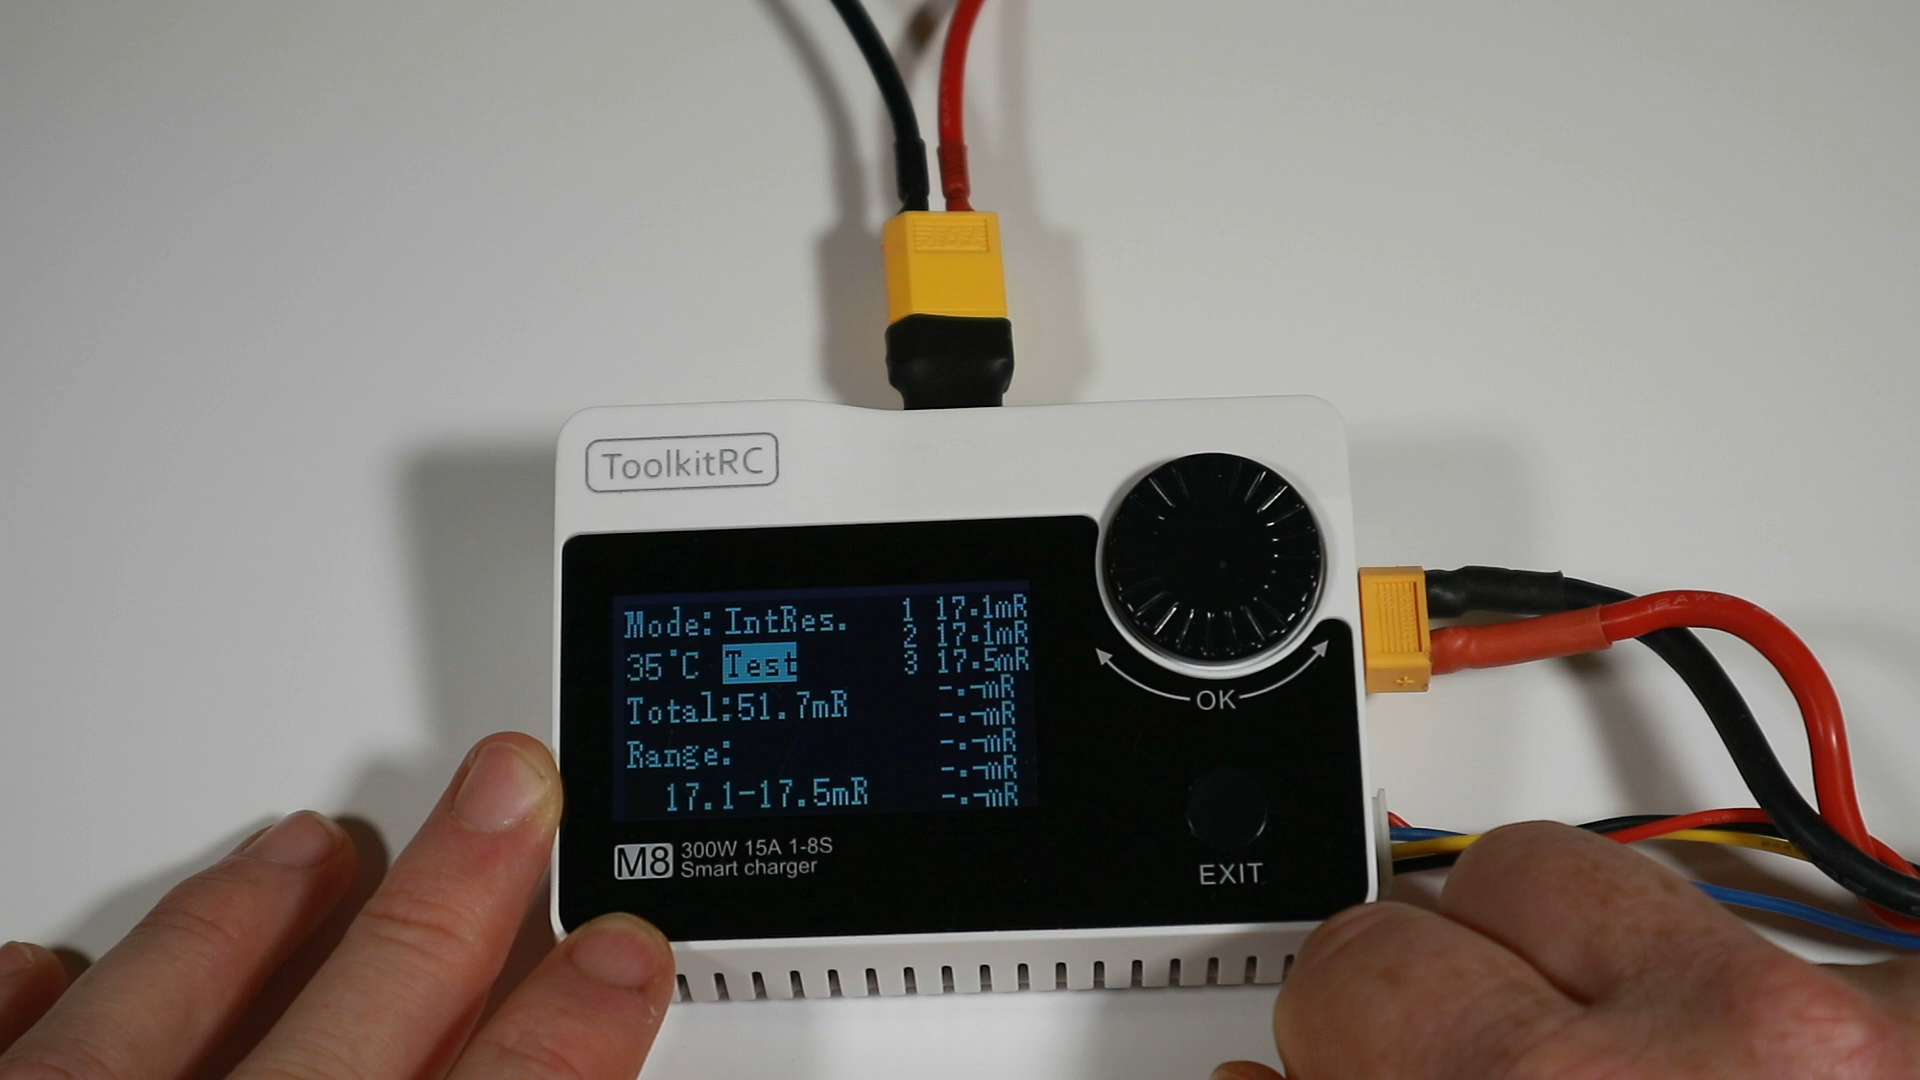 ToolkitRC
Mode: IntRes.
35°C Test
Total:51.7mR
Range:
17.1-17.5mR
1 17.1mR
2 17.1mR
3 17.5mR
-.-mR
-.-mR
-.-mR
-.-mR
-.-mR
OK
EXIT
M8 300W 15A 1-8S
Smart charger
+